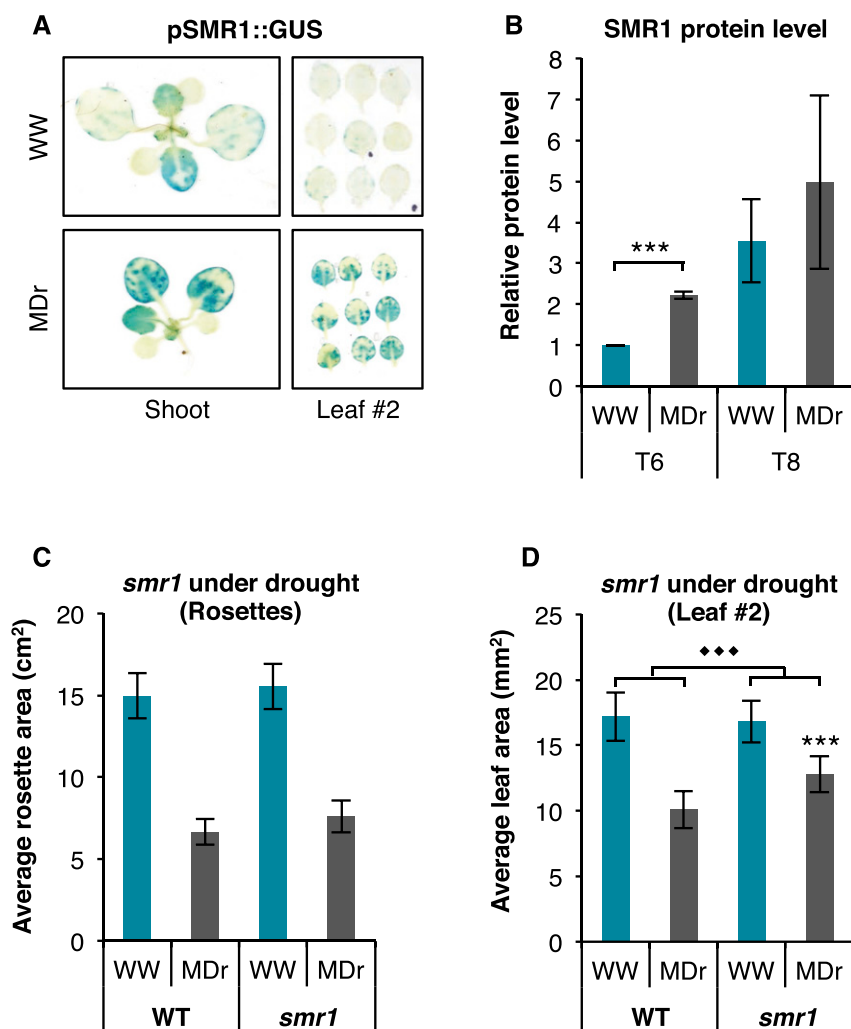 A
pSMR1::GUS
WW
MDr
Shoot
Leaf #2
B
SMR1 protein level
Relative protein level
8
7
6
5
4
3
2
1
0
***
WW
MDr
WW
MDr
T6
T8
C
smr1 under drought
(Rosettes)
Average rosette area (cm²)
20
15
10
5
0
WW
MDr
WW
MDr
WT
smr1
D
smr1 under drought
(Leaf #2)
Average leaf area (mm²)
25
20
15
10
5
0
◆◆◆
***
WW
MDr
WW
MDr
WT
smr1